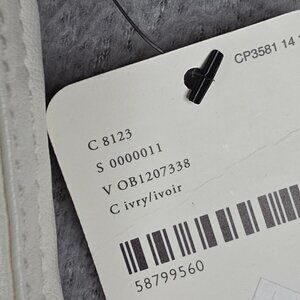 CP3581 14
C 8123
S 0000011
V OB1207338
C ivry/ivoir
58799560